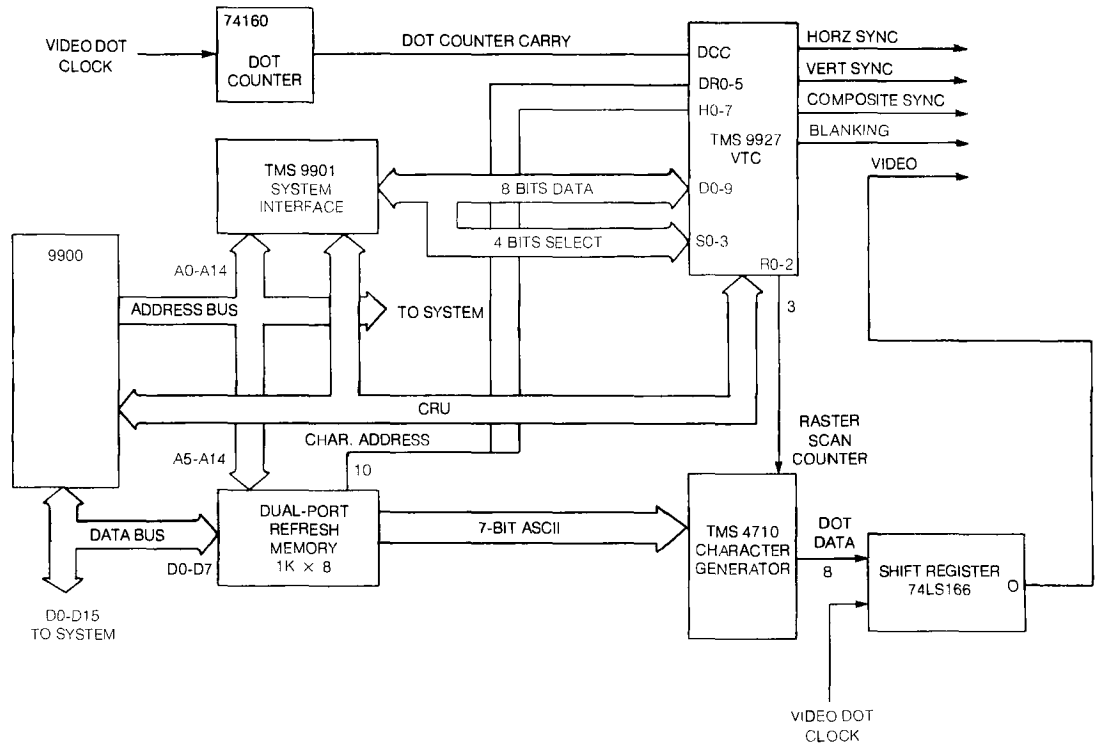 74160
DOT
COUNTER
VIDEO DOT
CLOCK
DOT COUNTER CARRY
DCC
DR0-5
H0-7
TMS 9927
VTC
D0-9
S0-3
R0-2
HORZ SYNC
VERT SYNC
COMPOSITE SYNC
BLANKING
VIDEO
TMS 9901
SYSTEM
INTERFACE
8 BITS DATA
4 BITS SELECT
9900
A0-A14
ADDRESS BUS
TO SYSTEM
3
CRU
CHAR. ADDRESS
RASTER
SCAN
COUNTER
A5-A14
10
DUAL-PORT
REFRESH
MEMORY
1K × 8
7-BIT ASCII
TMS 4710
CHARACTER
GENERATOR
DOT
DATA
8
SHIFT REGISTER
74LS166
O
DATA BUS
D0-D7
D0-D15
TO SYSTEM
VIDEO DOT
CLOCK